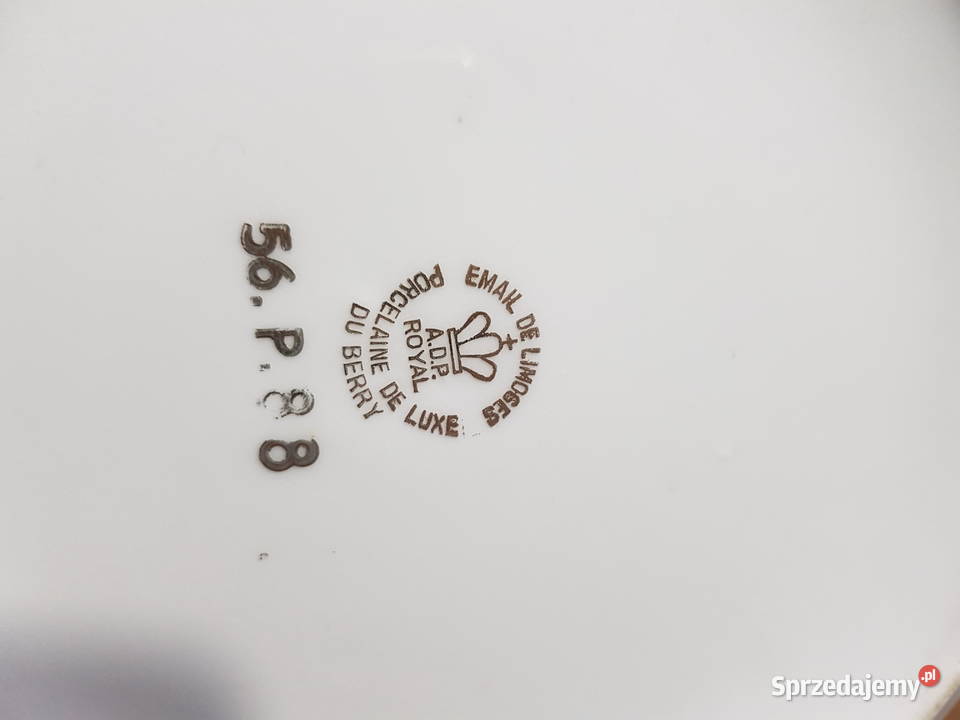 EMAIL DE LIMOGES
A.D.P.
ROYAL
PORCELAINE DE LUXE
DU BERRY
56.P.88
Sprzedajemy.pl